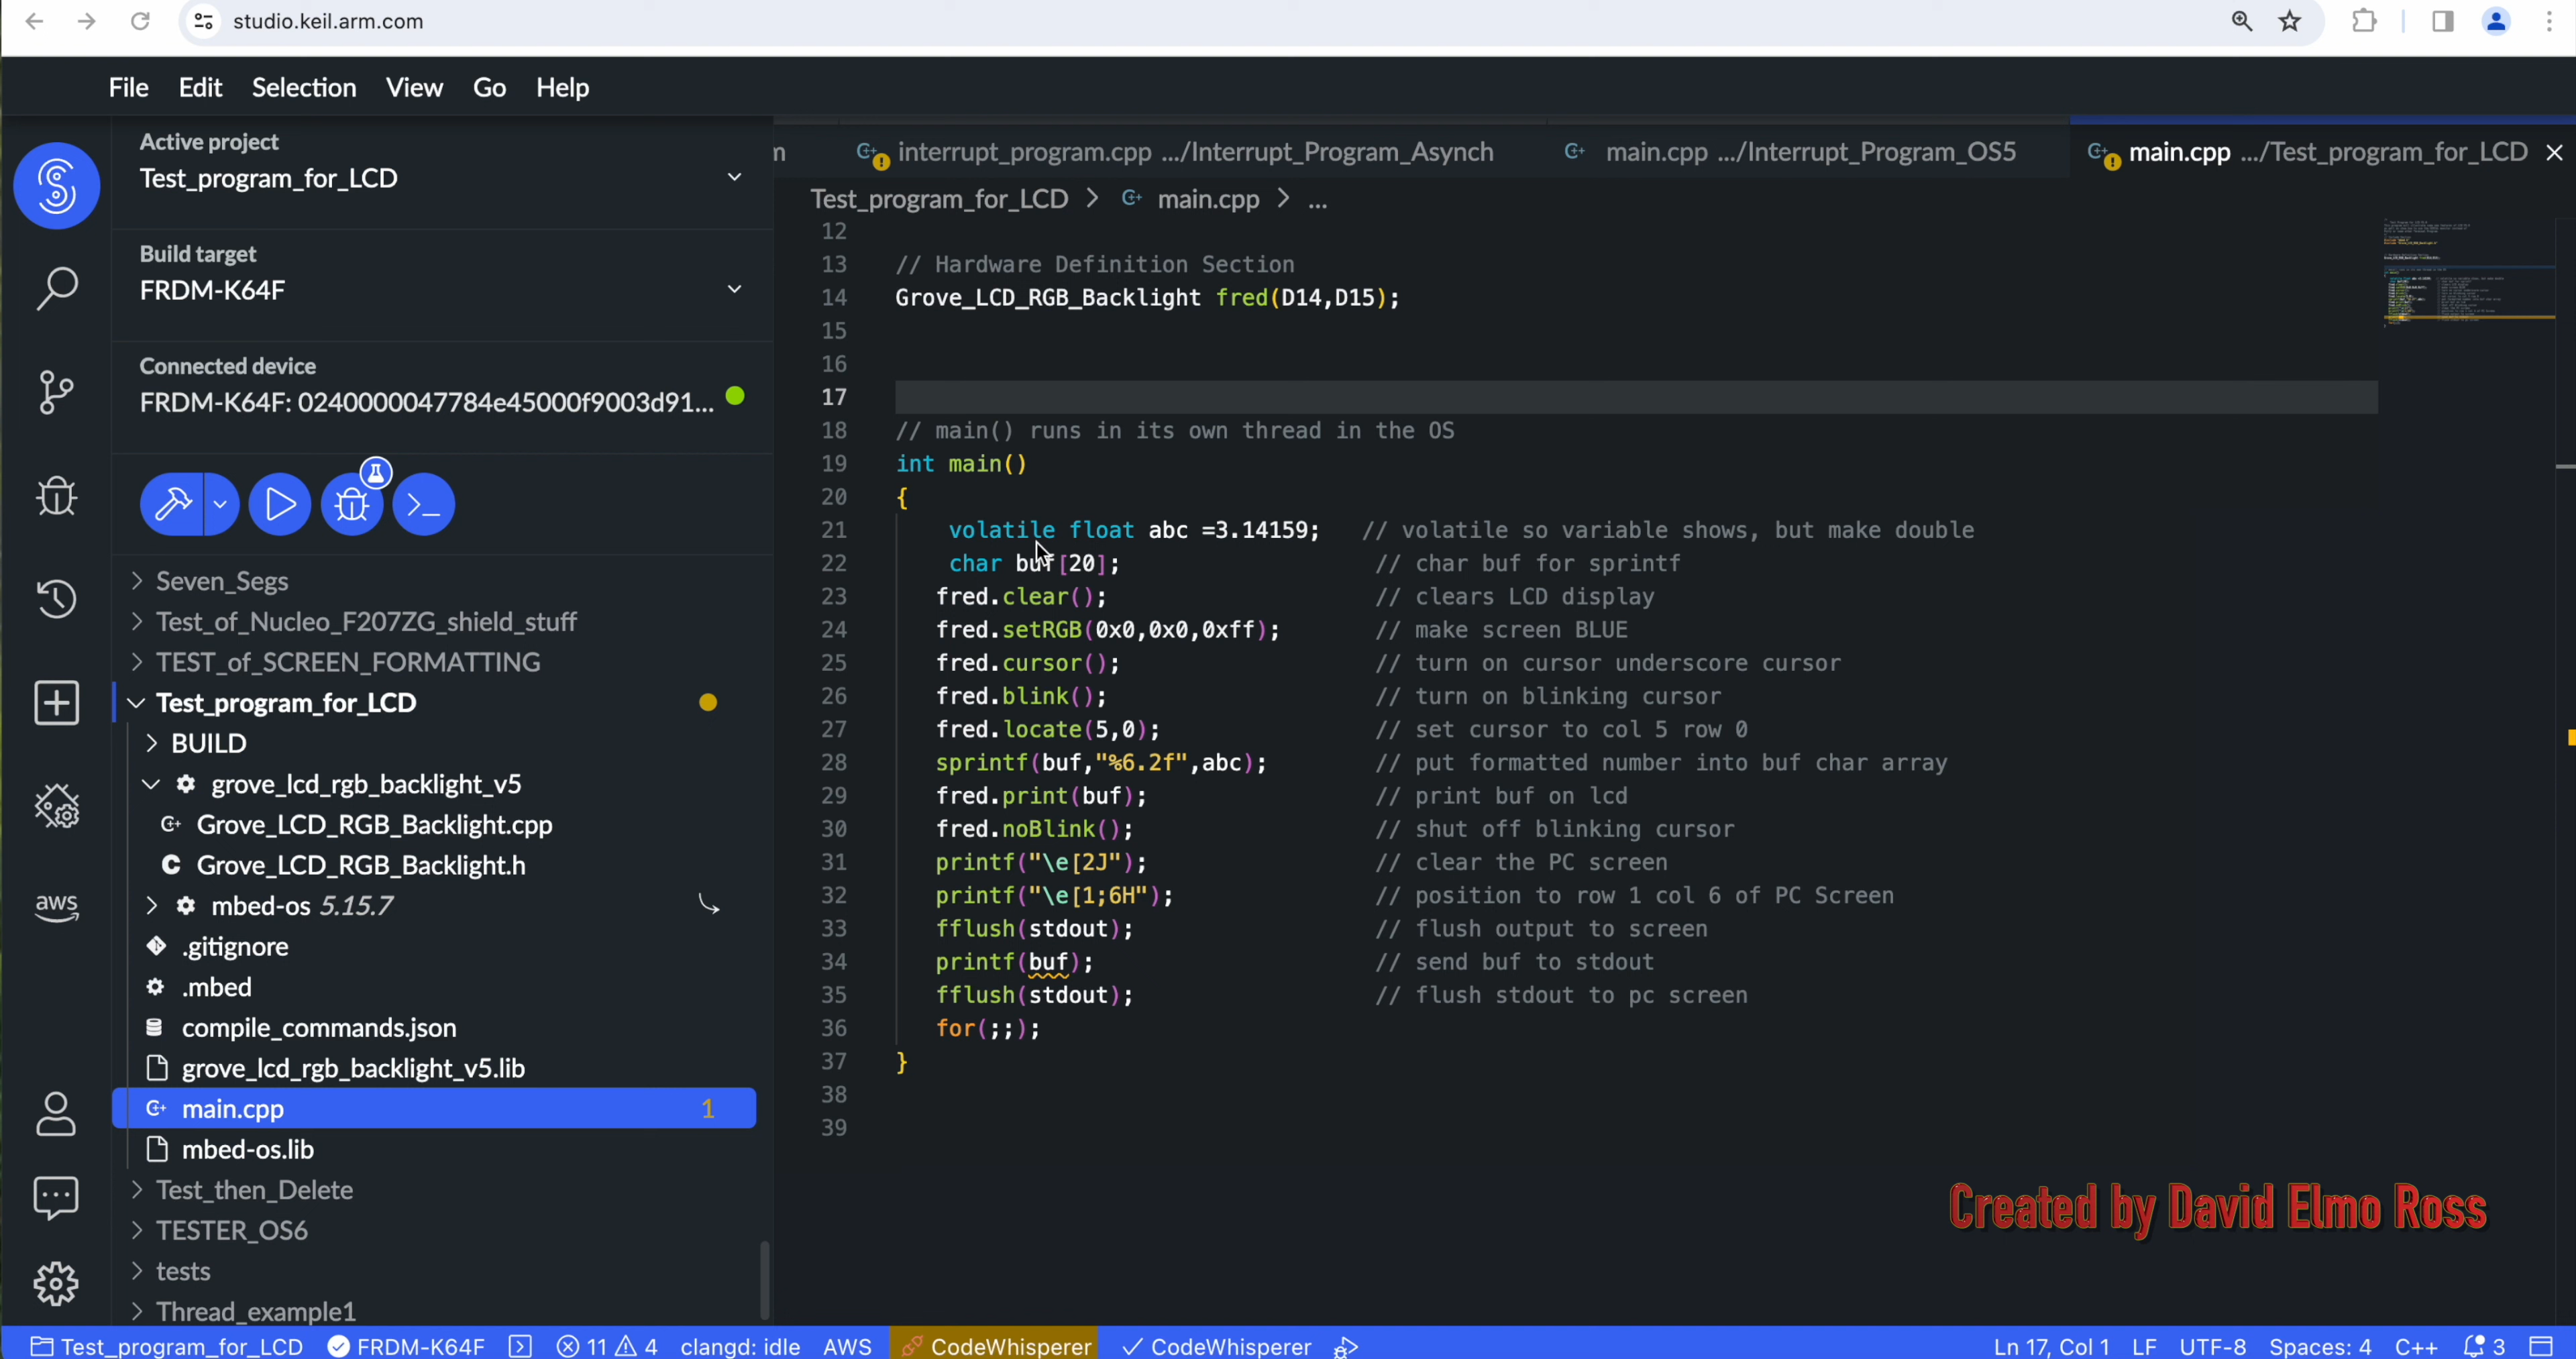 studio.keil.arm.com
File Edit Selection View Go Help
Active project
Test_program_for_LCD
Build target
FRDM-K64F
Connected device
FRDM-K64F: 0240000047784e45000f9003d91...
Seven_Segs
Test_of_Nucleo_F207ZG_shield_stuff
TEST_of_SCREEN_FORMATTING
Test_program_for_LCD
BUILD
grove_lcd_rgb_backlight_v5
Grove_LCD_RGB_Backlight.cpp
Grove_LCD_RGB_Backlight.h
mbed-os 5.15.7
.gitignore
.mbed
compile_commands.json
grove_lcd_rgb_backlight_v5.lib
main.cpp 1
mbed-os.lib
Test_then_Delete
TESTER_OS6
tests
Thread_example1
interrupt_program.cpp .../Interrupt_Program_Asynch main.cpp .../Interrupt_Program_OS5 main.cpp .../Test_program_for_LCD
Test_program_for_LCD > main.cpp > ...
12
13 // Hardware Definition Section
14 Grove_LCD_RGB_Backlight fred(D14,D15);
15
16
17
18 // main() runs in its own thread in the OS
19 int main()
20 {
21 volatile float abc =3.14159; // volatile so variable shows, but make double
22 char buf[20]; // char buf for sprintf
23 fred.clear(); // clears LCD display
24 fred.setRGB(0x0,0x0,0xff); // make screen BLUE
25 fred.cursor(); // turn on cursor underscore cursor
26 fred.blink(); // turn on blinking cursor
27 fred.locate(5,0); // set cursor to col 5 row 0
28 sprintf(buf,"%6.2f",abc); // put formatted number into buf char array
29 fred.print(buf); // print buf on lcd
30 fred.noBlink(); // shut off blinking cursor
31 printf("\e[2J"); // clear the PC screen
32 printf("\e[1;6H"); // position to row 1 col 6 of PC Screen
33 fflush(stdout); // flush output to screen
34 printf(buf); // send buf to stdout
35 fflush(stdout); // flush stdout to pc screen
36 for(;;);
37 }
38
39
aws
Created by David Elmo Ross
Test_program_for_LCD FRDM-K64F 11 4 clangd: idle AWS CodeWhisperer CodeWhisperer Ln 17, Col 1 LF UTF-8 Spaces: 4 C++ 3